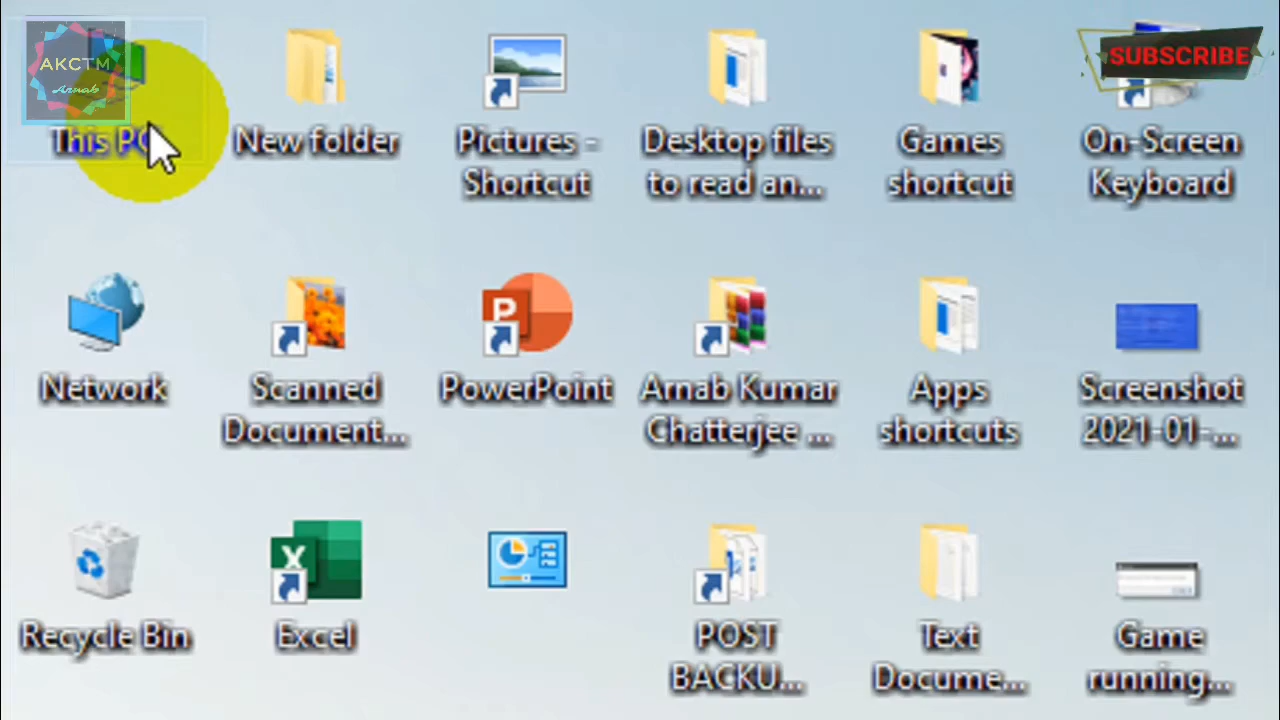 AKCTM
Arnab
SUBSCRIBE
This PC
New folder
Pictures -
Shortcut
Desktop files
to read an...
Games
shortcut
On-Screen
Keyboard
Network
Scanned
Document...
P
PowerPoint
Arnab Kumar
Chatterjee ...
Apps
shortcuts
Screenshot
2021-01-...
Recycle Bin
X
Excel
POST
BACKU...
Text
Docume...
Game
running...